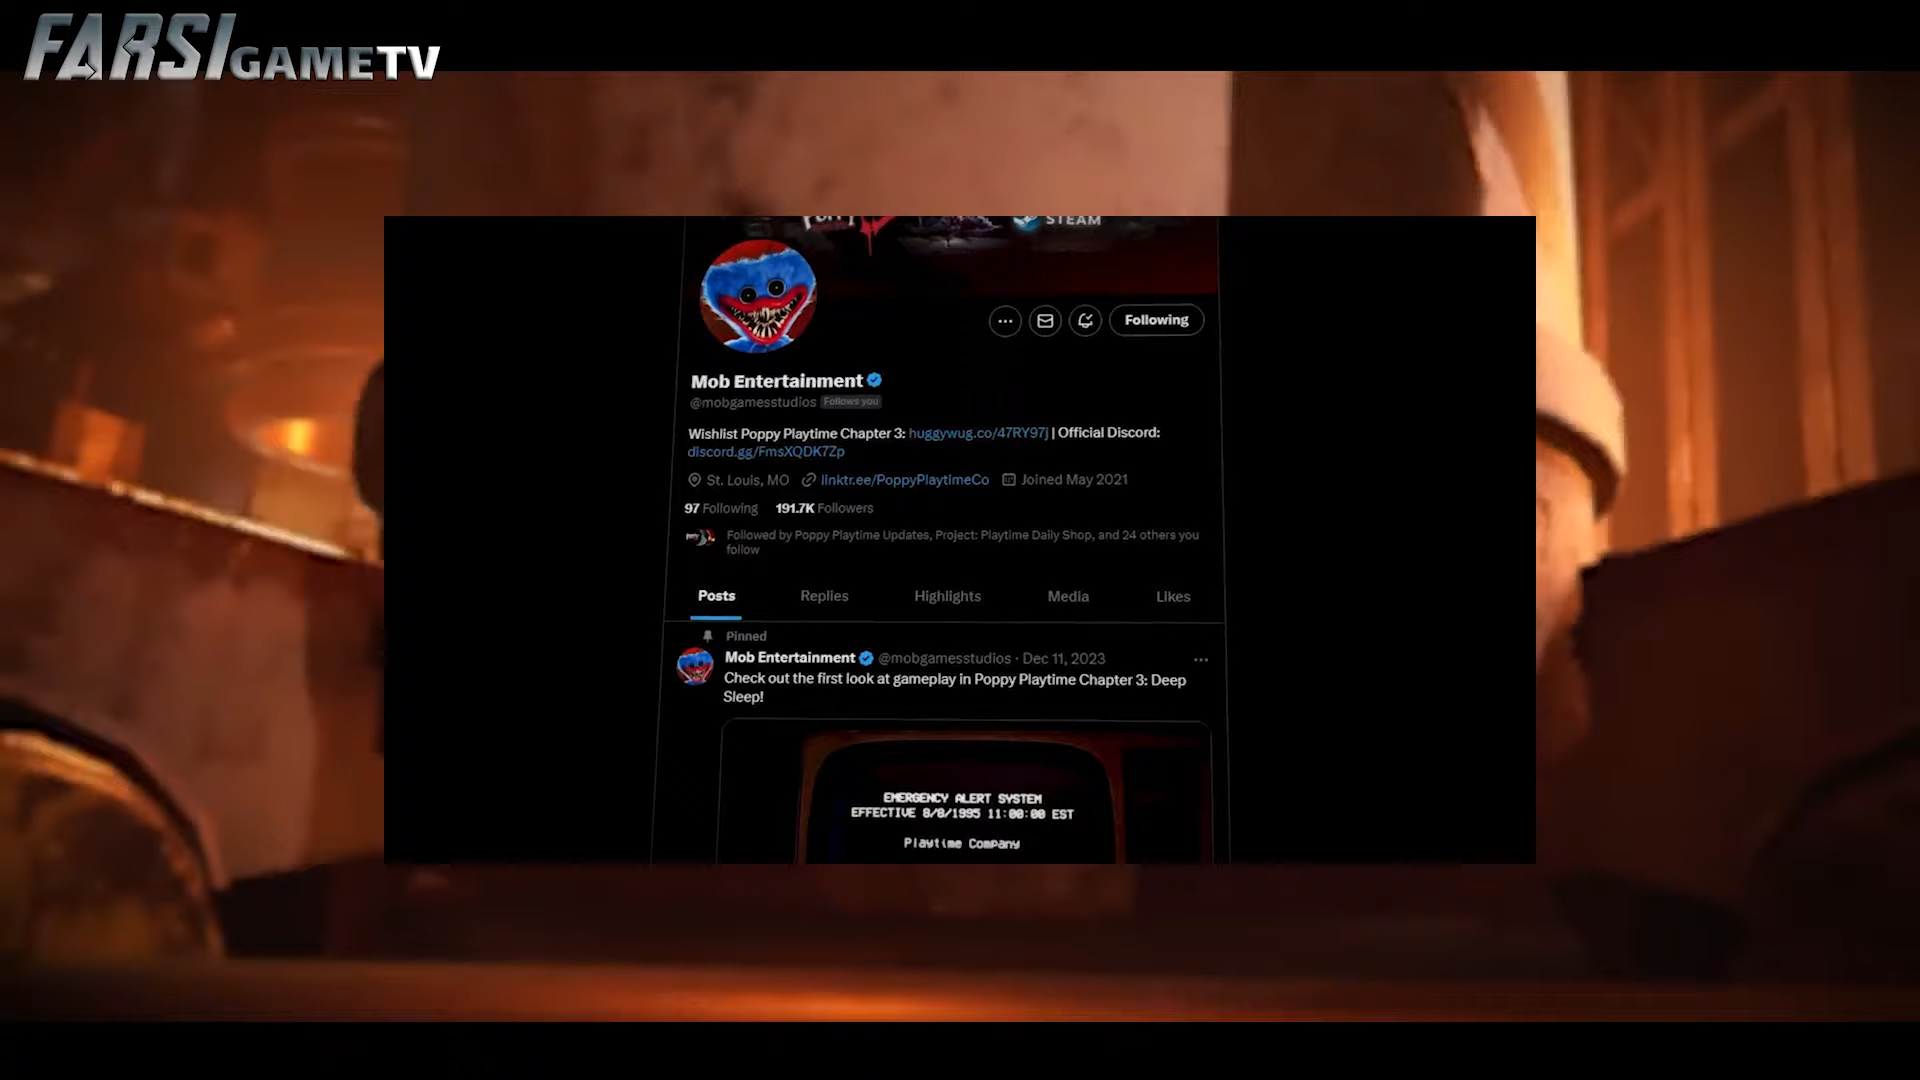 FARSIGAMETV
STEAM
Following
Mob Entertainment
@mobgamesstudios Follows you
Wishlist Poppy Playtime Chapter 3: huggywug.co/47RY97j | Official Discord:
discord.gg/FmsXQDK7Zp
St. Louis, MO linktr.ee/PoppyPlaytimeCo Joined May 2021
97 Following 191.7K Followers
Followed by Poppy Playtime Updates, Project: Playtime Daily Shop, and 24 others you
follow
Posts Replies Highlights Media Likes
Pinned
Mob Entertainment @mobgamesstudios · Dec 11, 2023
Check out the first look at gameplay in Poppy Playtime Chapter 3: Deep
Sleep!
EMERGENCY ALERT SYSTEM
EFFECTIVE 8/8/1995 11:00:00 EST
Playtime Company